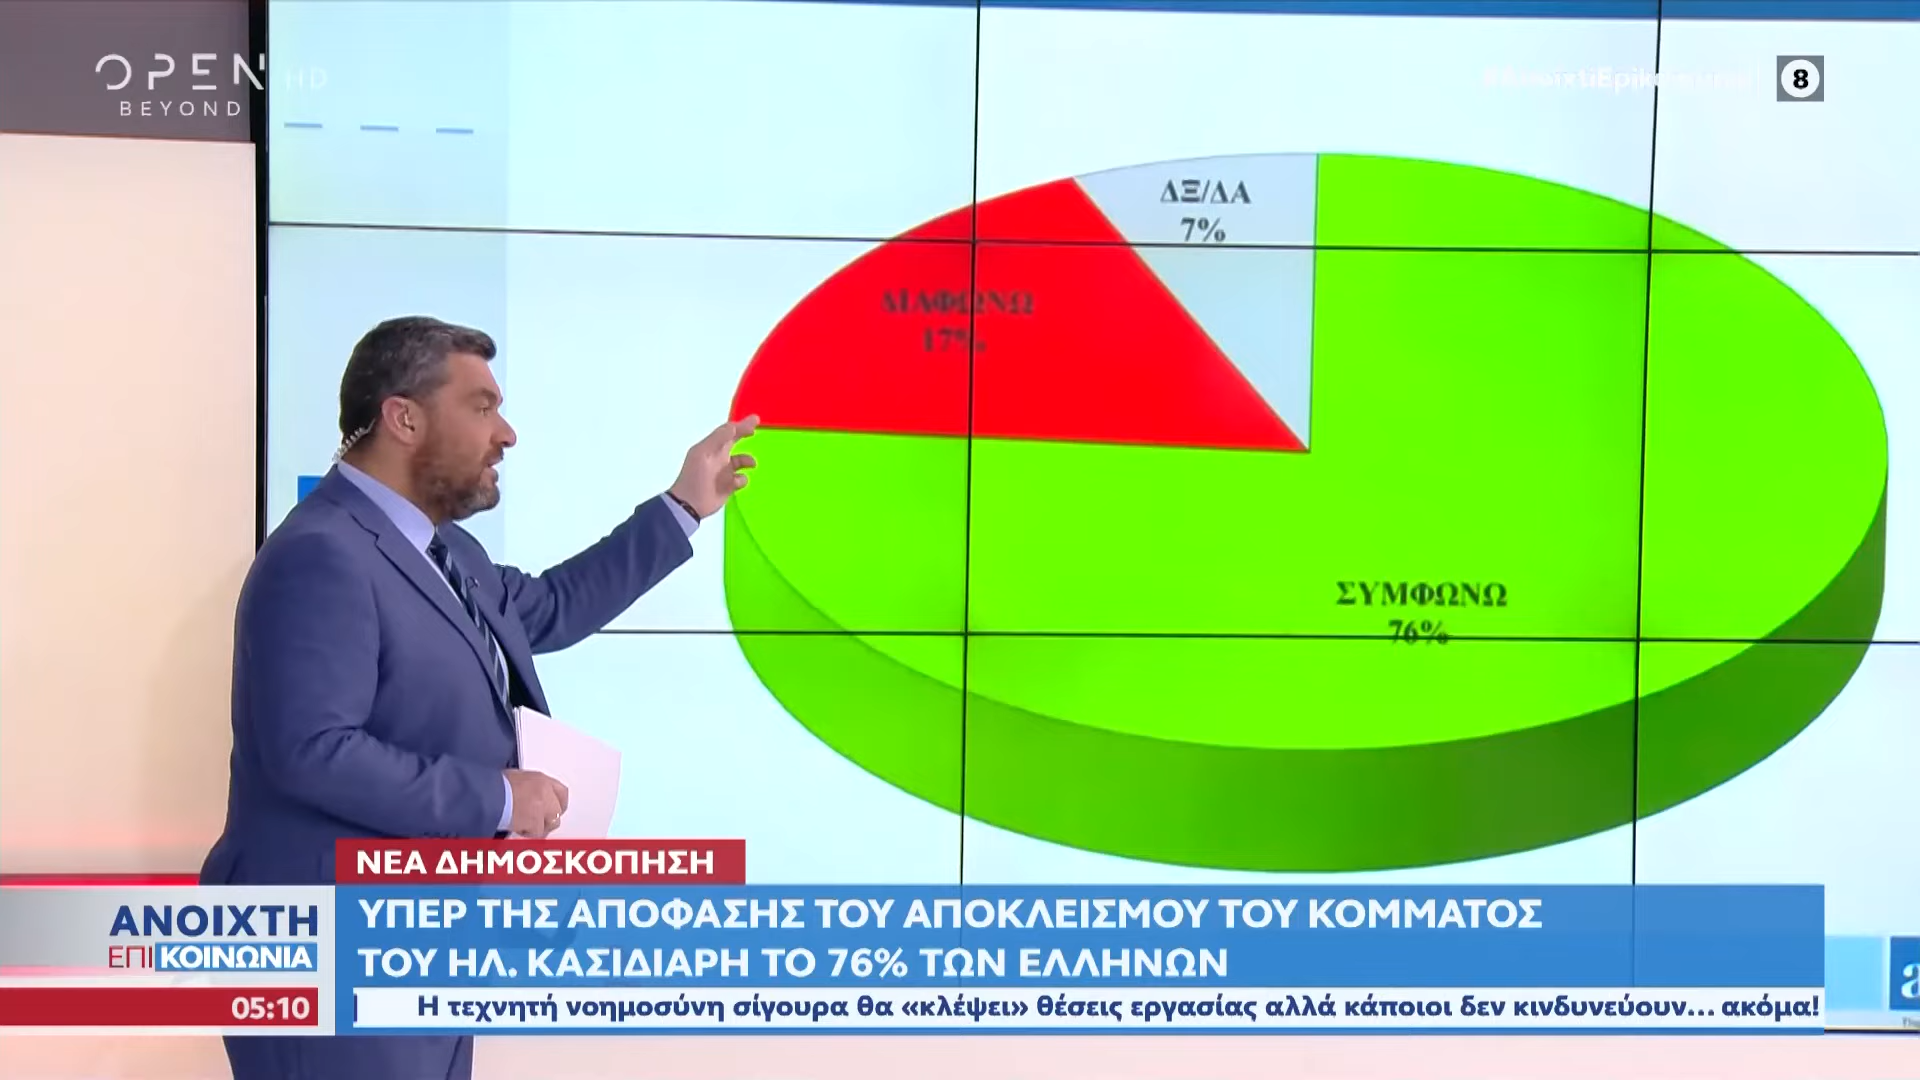 OPEN HD
BEYOND
8
ΔΞ/ΔΑ
7%
ΔΙΑΦΩΝΩ
17%
ΣΥΜΦΩΝΩ
76%
ΝΕΑ ΔΗΜΟΣΚΟΠΗΣΗ
ΥΠΕΡ ΤΗΣ ΑΠΟΦΑΣΗΣ ΤΟΥ ΑΠΟΚΛΕΙΣΜΟΥ ΤΟΥ ΚΟΜΜΑΤΟΣ
ΤΟΥ ΗΛ. ΚΑΣΙΔΙΑΡΗ ΤΟ 76% ΤΩΝ ΕΛΛΗΝΩΝ
ΑΝΟΙΧΤΗ
ΕΠΙΚΟΙΝΩΝΙΑ
05:10
Η τεχνητή νοημοσύνη σίγουρα θα «κλέψει» θέσεις εργασίας αλλά κάποιοι δεν κινδυνεύουν... ακόμα!